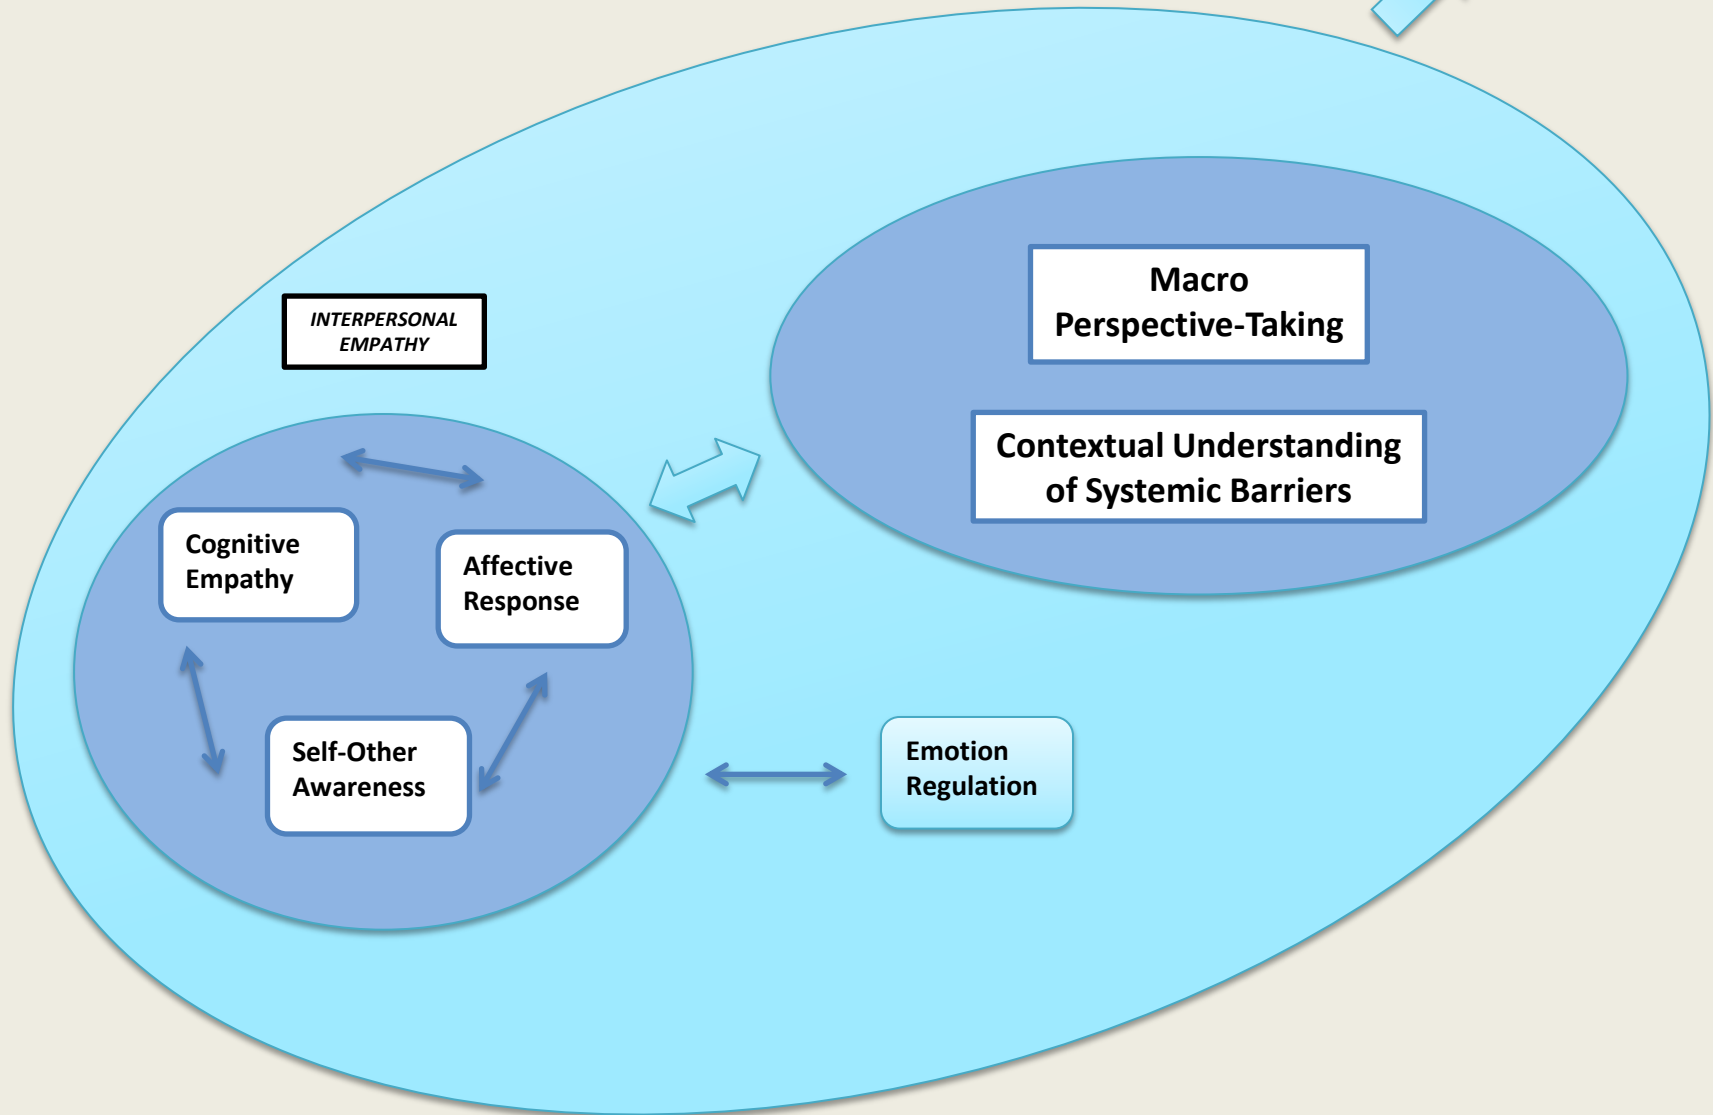 INTERPERSONAL
EMPATHY
Macro
Perspective-Taking
Contextual Understanding
of Systemic Barriers
Cognitive
Empathy
Affective
Response
Self-Other
Awareness
Emotion
Regulation